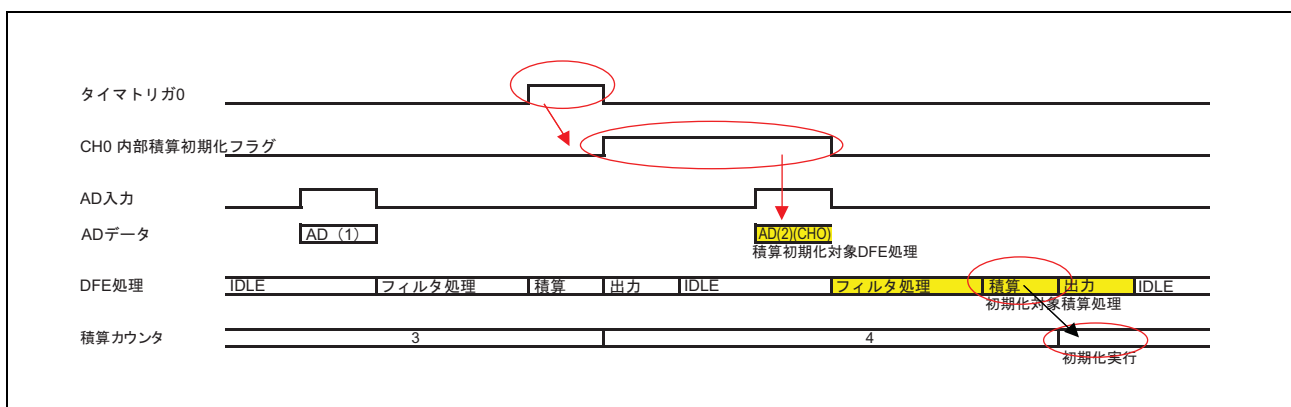 タイマトリガ0
CH0 内部積算初期化フラグ
AD入力
ADデータ AD（1） AD(2)(CHO)
積算初期化対象DFE処理
DFE処理 IDLE フィルタ処理 積算 出力 IDLE フィルタ処理 積算 出力 IDLE
初期化対象積算処理
積算カウンタ 3 4
初期化実行